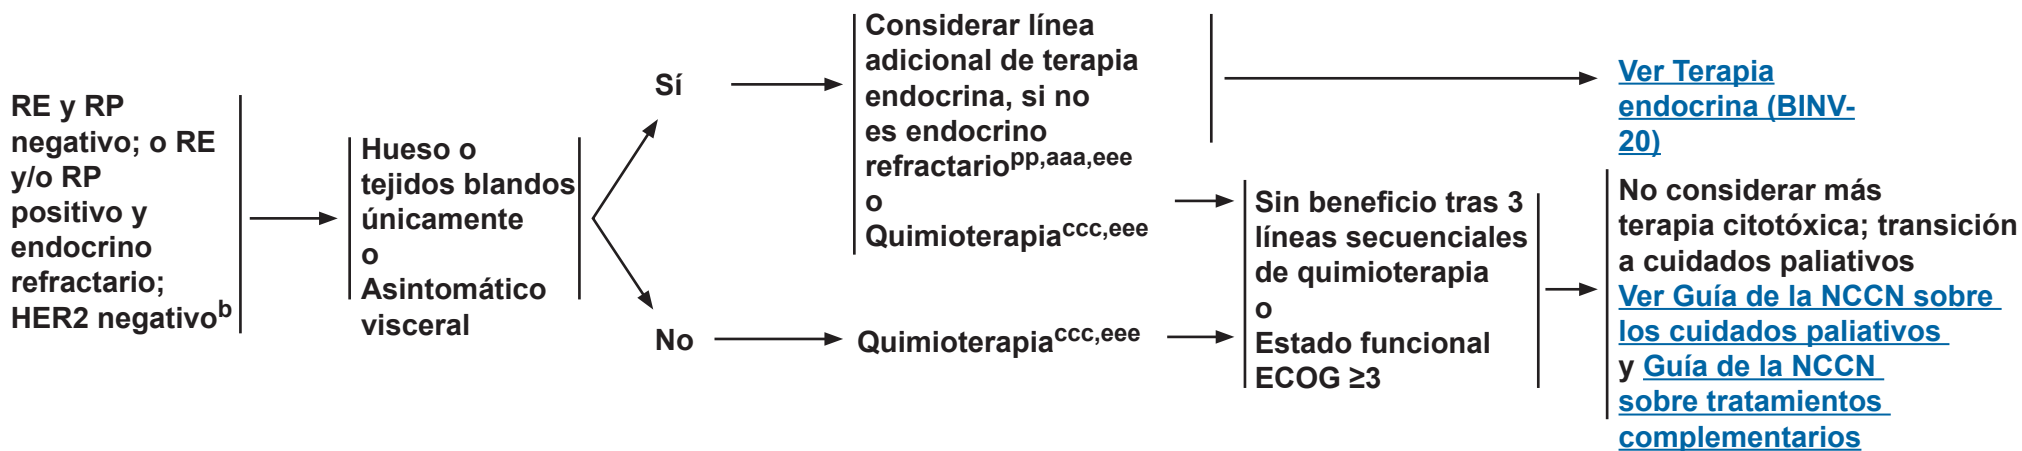 RE y RP
negativo; o RE
y/o RP
positivo y
endocrino
refractario;
HER2 negativob
Hueso o
tejidos blandos
únicamente
o
Asintomático
visceral
Sí
No
Considerar línea
adicional de terapia
endocrina, si no
es endocrino
refractariopp,aaa,eee
o
Quimioterapiaccc,eee
Quimioterapiaccc,eee
Ver Terapia
endocrina (BINV-
20)
Sin beneficio tras 3
líneas secuenciales
de quimioterapia
o
Estado funcional
ECOG ≥3
No considerar más
terapia citotóxica; transición
a cuidados paliativos
Ver Guía de la NCCN sobre
los cuidados paliativos
y Guía de la NCCN
sobre tratamientos
complementarios